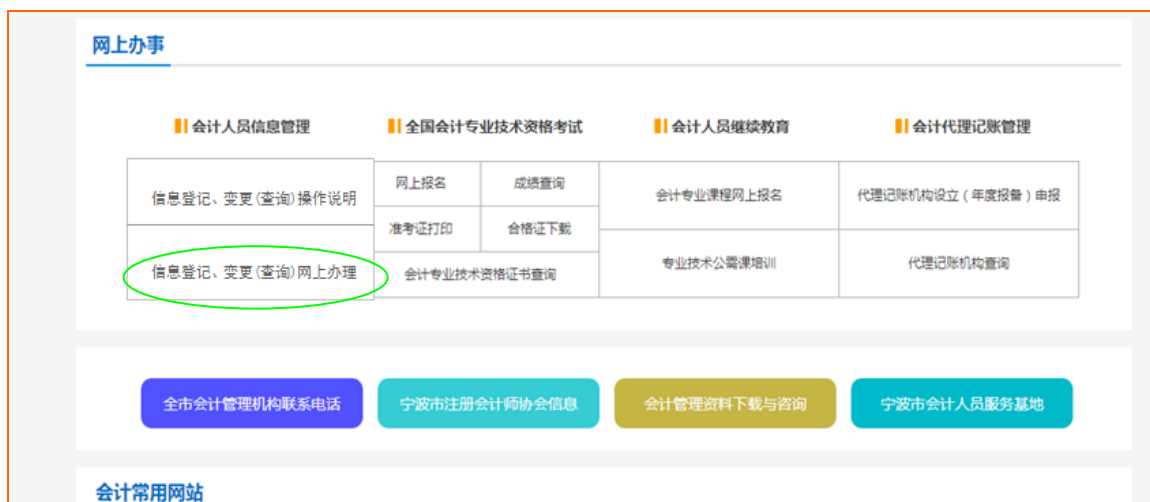 网上办事
会计人员信息管理
全国会计专业技术资格考试
会计人员继续教育
会计代理记账管理
信息登记、变更(查询)操作说明
信息登记、变更(查询)网上办理
网上报名
成绩查询
准考证打印
合格证下载
会计专业技术资格证书查询
会计专业课程网上报名
专业技术公需课培训
代理记账机构设立（年度报备）申报
代理记账机构查询
全市会计管理机构联系电话
宁波市注册会计师协会信息
会计管理资料下载与咨询
宁波市会计人员服务基地
会计常用网站